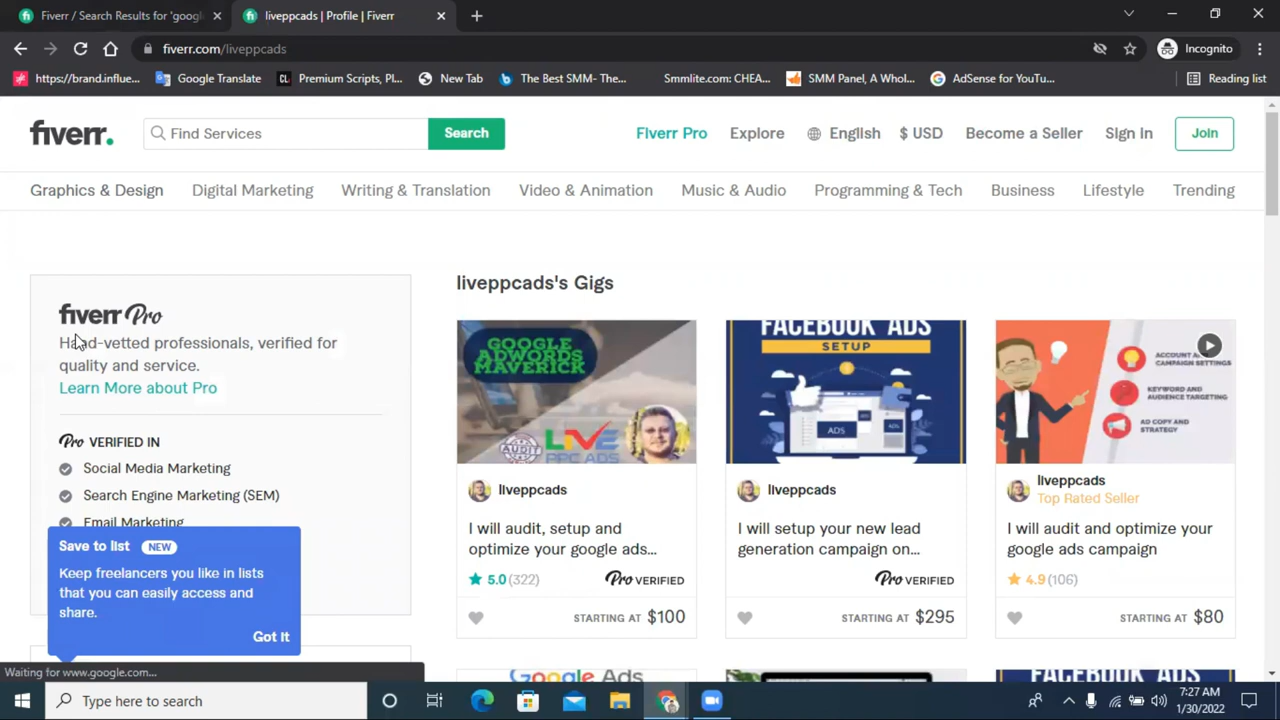 Fiverr / Search Results for 'googl
liveppcads | Profile | Fiverr
fiverr.com/liveppcads
Incognito
https://brand.influe...
Google Translate
Premium Scripts, Pl...
New Tab
The Best SMM- The...
Smmlite.com: CHEA...
SMM Panel, A Whol...
AdSense for YouTu...
Reading list
fiverr.
Find Services
Search
Fiverr Pro
Explore
English
$ USD
Become a Seller
Sign In
Join
Graphics & Design
Digital Marketing
Writing & Translation
Video & Animation
Music & Audio
Programming & Tech
Business
Lifestyle
Trending
fiverr Pro
Hand-vetted professionals, verified for
quality and service.
Learn More about Pro
Pro VERIFIED IN
Social Media Marketing
Search Engine Marketing (SEM)
Email Marketing
Save to list NEW
Keep freelancers you like in lists
that you can easily access and
share.
Got It
liveppcads's Gigs
GOOGLE
ADWORDS
MAVERICK
AUDIT
LIVE
PPC ADS
liveppcads
I will audit, setup and
optimize your google ads...
5.0 (322)
Pro VERIFIED
STARTING AT $100
FACEBOOK ADS
SETUP
ADS
ADS
ADS
liveppcads
I will setup your new lead
generation campaign on...
Pro VERIFIED
STARTING AT $295
ACCOUNT A
CAMPAIGN SETTINGS
KEYWORD AND
AUDIENCE TARGETING
AD COPY AND
STRATEGY
liveppcads
Top Rated Seller
I will audit and optimize your
google ads campaign
4.9 (106)
STARTING AT $80
Google Ads
FACEBOOK ADS
Waiting for www.google.com...
Type here to search
7:27 AM
1/30/2022